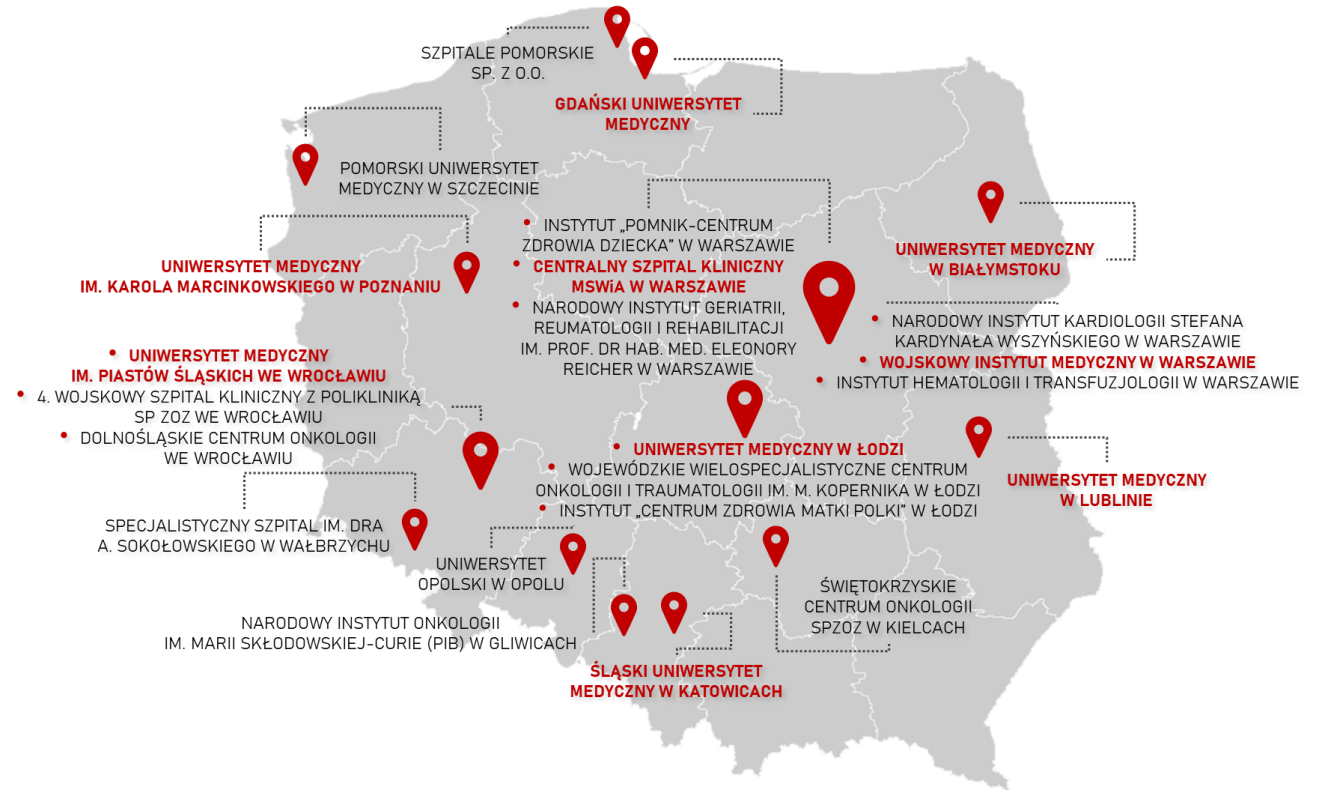 SZPITALE POMORSKIE
SP. Z O.O.
GDAŃSKI UNIWERSYTET
MEDYCZNY
POMORSKI UNIWERSYTET
MEDYCZNY W SZCZECINIE
UNIWERSYTET MEDYCZNY
IM. KAROLA MARCINKOWSKIEGO W POZNANIU
• INSTYTUT „POMNIK-CENTRUM
ZDROWIA DZIECKA” W WARSZAWIE
• CENTRALNY SZPITAL KLINICZNY
MSWiA W WARSZAWIE
• NARODOWY INSTYTUT GERIATRII,
REUMATOLOGII I REHABILITACJI
IM. PROF. DR HAB. MED. ELEONORY
REICHER W WARSZAWIE
UNIWERSYTET MEDYCZNY
W BIAŁYMSTOKU
• NARODOWY INSTYTUT KARDIOLOGII STEFANA
KARDYNAŁA WYSZYŃSKIEGO W WARSZAWIE
• WOJSKOWY INSTYTUT MEDYCZNY W WARSZAWIE
• INSTYTUT HEMATOLOGII I TRANSFUZJOLOGII W WARSZAWIE
• UNIWERSYTET MEDYCZNY
IM. PIASTÓW ŚLĄSKICH WE WROCŁAWIU
• 4. WOJSKOWY SZPITAL KLINICZNY Z POLIKLINIKĄ
SP ZOZ WE WROCŁAWIU
• DOLNOŚLĄSKIE CENTRUM ONKOLOGII
WE WROCŁAWIU
• UNIWERSYTET MEDYCZNY W ŁODZI
• WOJEWÓDZKIE WIELOSPECJALISTYCZNE CENTRUM
ONKOLOGII I TRAUMATOLOGII IM. M. KOPERNIKA W ŁODZI
• INSTYTUT „CENTRUM ZDROWIA MATKI POLKI” W ŁODZI
UNIWERSYTET MEDYCZNY
W LUBLINIE
SPECJALISTYCZNY SZPITAL IM. DRA
A. SOKOŁOWSKIEGO W WAŁBRZYCHU
UNIWERSYTET
OPOLSKI W OPOLU
ŚWIĘTOKRZYSKIE
CENTRUM ONKOLOGII
SPZOZ W KIELCACH
NARODOWY INSTYTUT ONKOLOGII
IM. MARII SKŁODOWSKIEJ-CURIE (PIB) W GLIWICACH
ŚLĄSKI UNIWERSYTET
MEDYCZNY W KATOWICACH